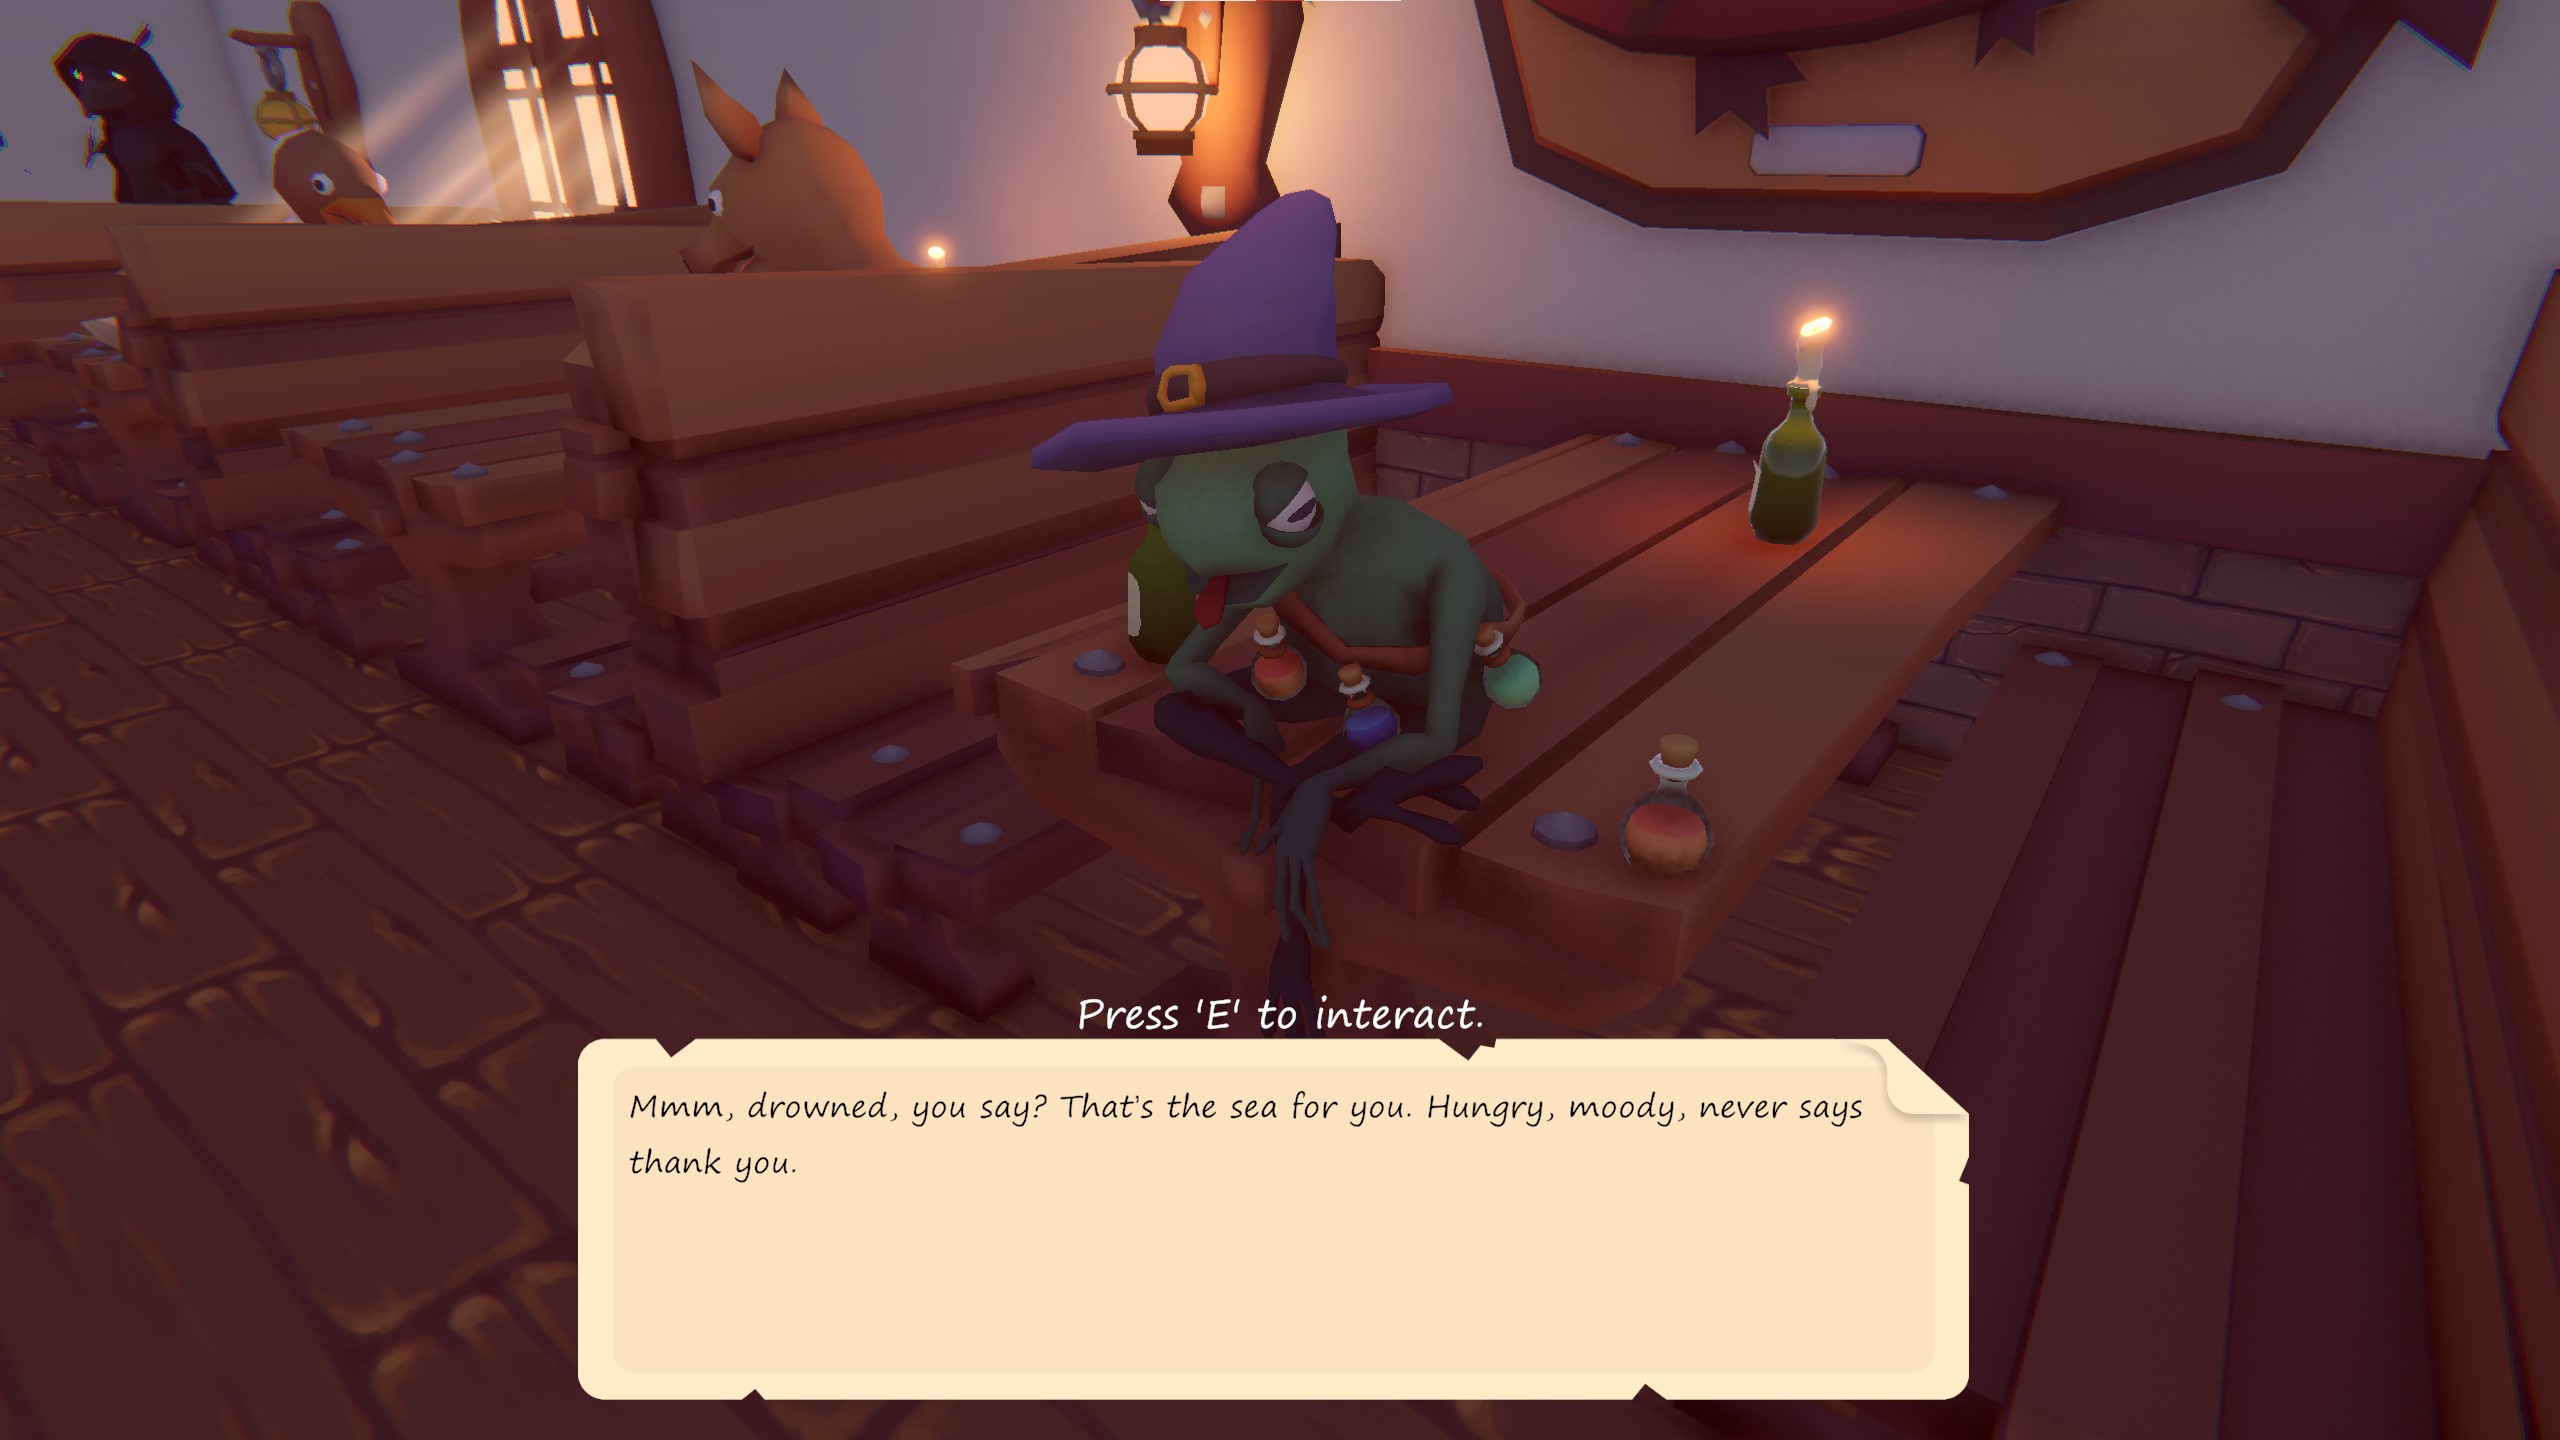 Press 'E' to interact.
Mmm, drowned, you say? That's the sea for you. Hungry, moody, never says
thank you.